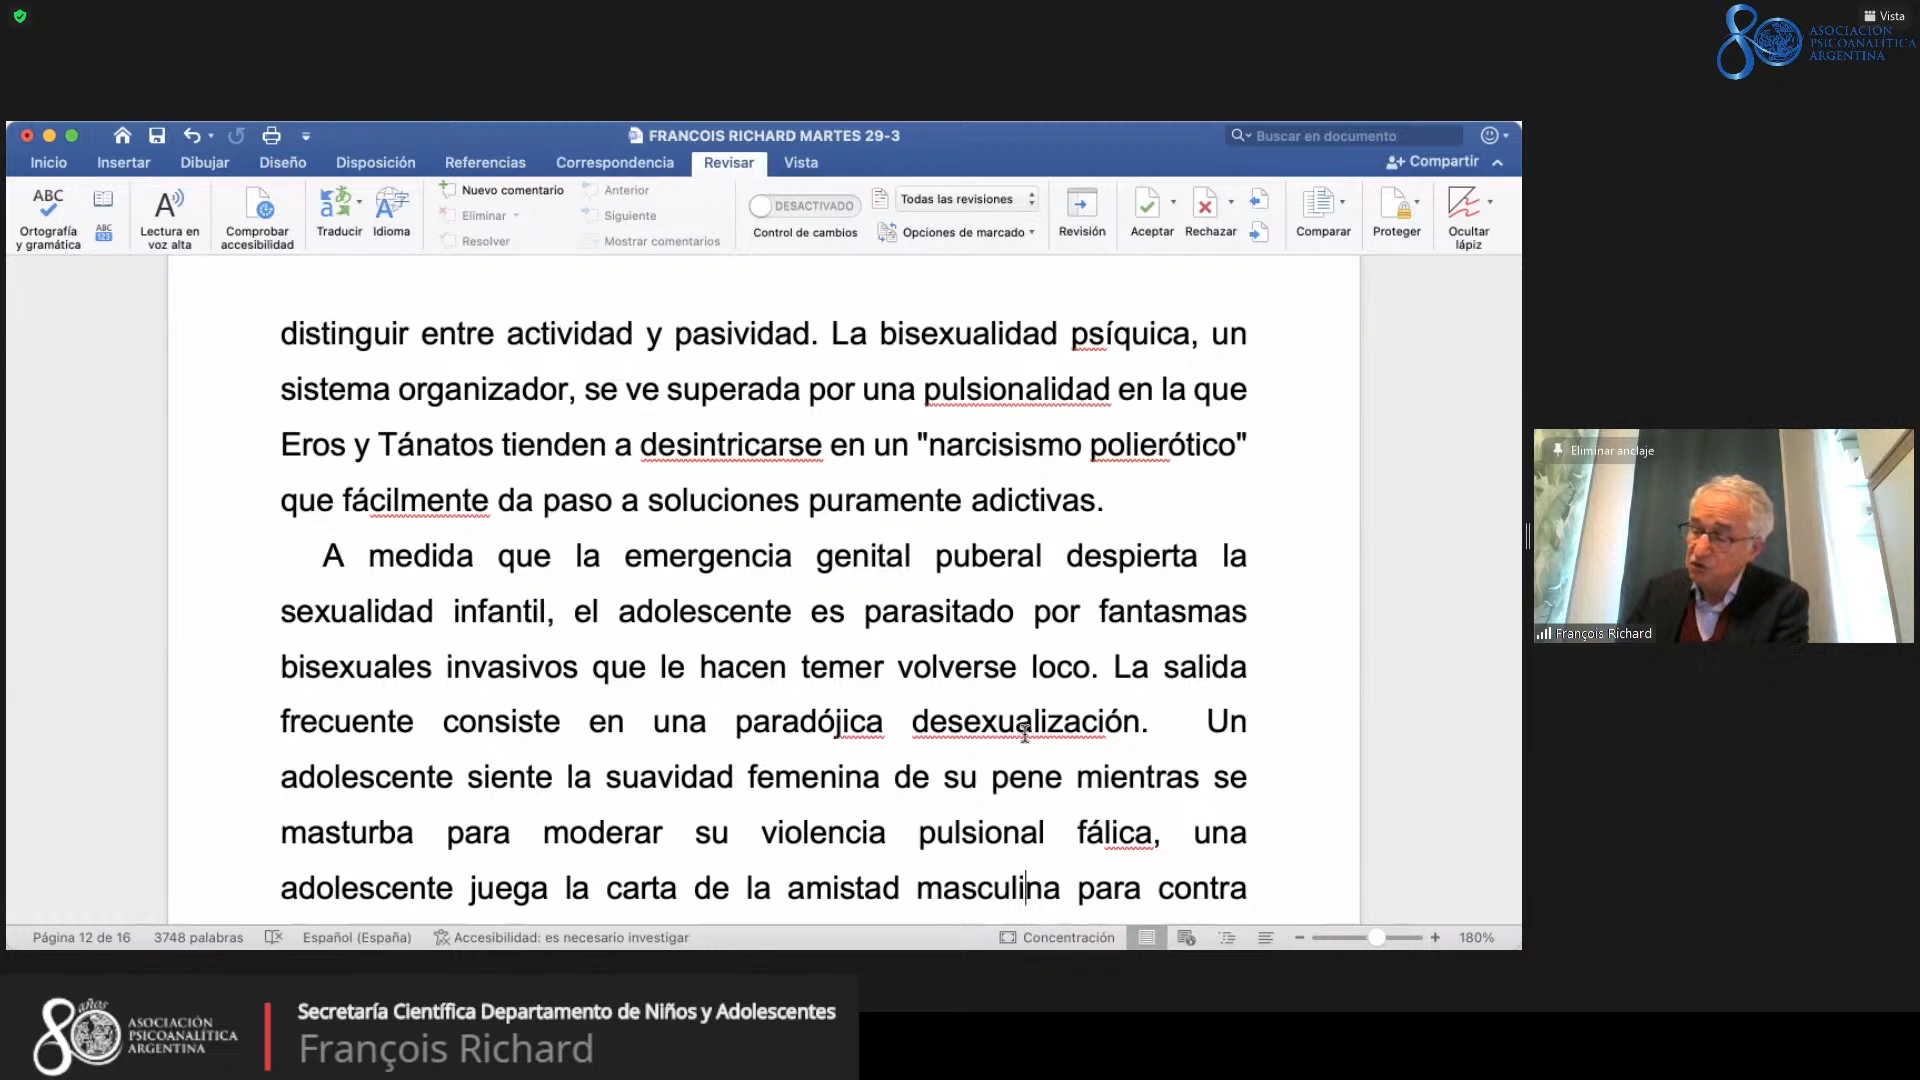 Vista
ASOCIACIÓN
PSICOANALÍTICA
ARGENTINA
FRANCOIS RICHARD MARTES 29-3
Buscar en documento
Inicio Insertar Dibujar Diseño Disposición Referencias Correspondencia Revisar Vista
Compartir
ABC
Ortografía
y gramática
ABC
123
Lectura en
voz alta
Comprobar
accesibilidad
Traducir
Idioma
Nuevo comentario
Eliminar
Resolver
Anterior
Siguiente
Mostrar comentarios
DESACTIVADO
Control de cambios
Todas las revisiones
Opciones de marcado
Revisión
Aceptar
Rechazar
Comparar
Proteger
Ocultar
lápiz
distinguir entre actividad y pasividad. La bisexualidad psíquica, un
sistema organizador, se ve superada por una pulsionalidad en la que
Eros y Tánatos tienden a desintricarse en un "narcisismo polierótico"
que fácilmente da paso a soluciones puramente adictivas.
A medida que la emergencia genital puberal despierta la
sexualidad infantil, el adolescente es parasitado por fantasmas
bisexuales invasivos que le hacen temer volverse loco. La salida
frecuente consiste en una paradójica desexualización. Un
adolescente siente la suavidad femenina de su pene mientras se
masturba para moderar su violencia pulsional fálica, una
adolescente juega la carta de la amistad masculina para contra
Eliminar anclaje
François Richard
Página 12 de 16 3748 palabras Español (España) Accesibilidad: es necesario investigar Concentración 180%
80 años
ASOCIACIÓN
PSICOANALÍTICA
ARGENTINA
Secretaría Científica Departamento de Niños y Adolescentes
François Richard